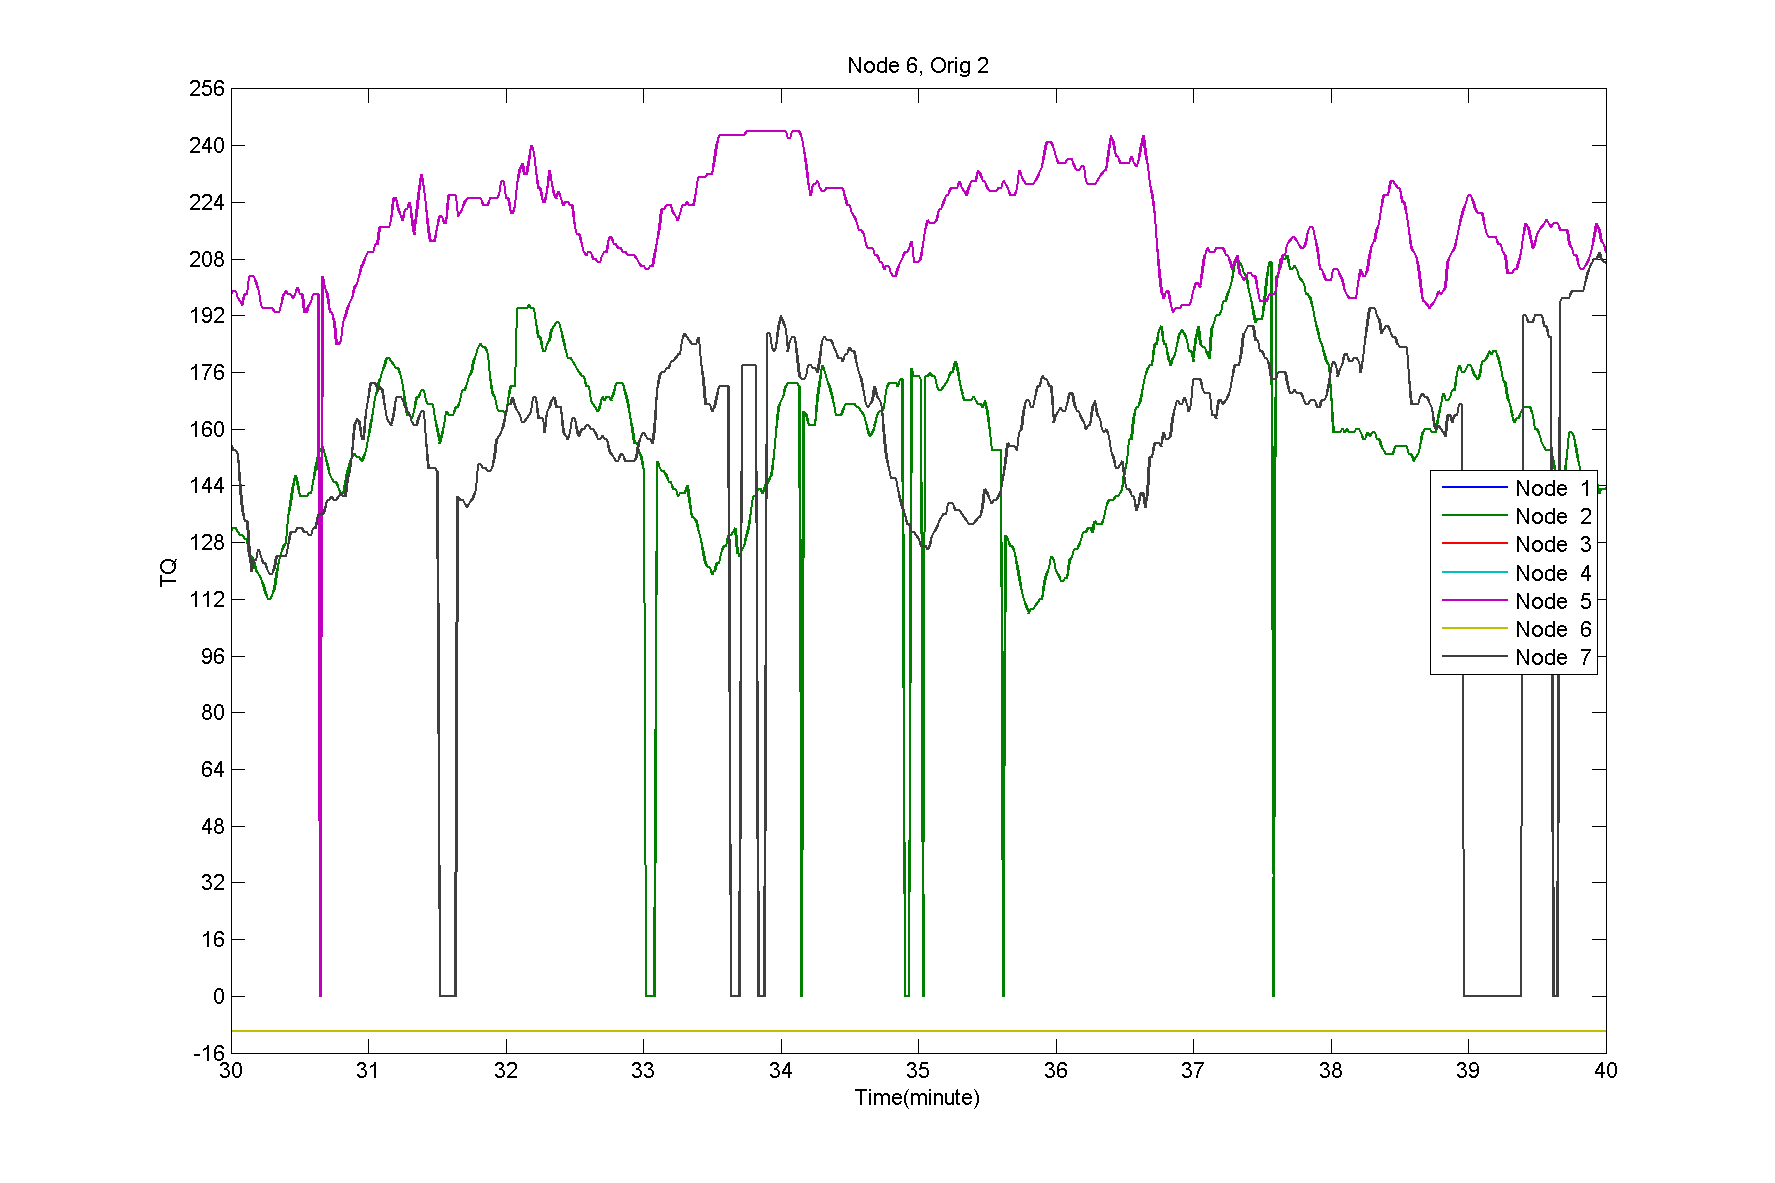 Node 6, Orig 2
256
240
224
208
192
176
160
144
128
112
96
80
64
48
32
16
0
-16
TQ
Node 1
Node 2
Node 3
Node 4
Node 5
Node 6
Node 7
30 31 32 33 34 35 36 37 38 39 40
Time(minute)